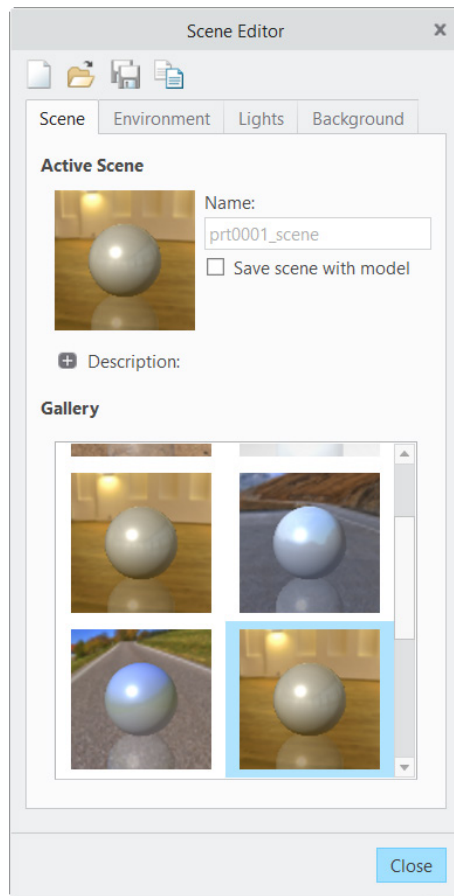 Scene Editor
Scene Environment Lights Background
Active Scene
Name:
prt0001_scene
Save scene with model
Description:
Gallery
Close